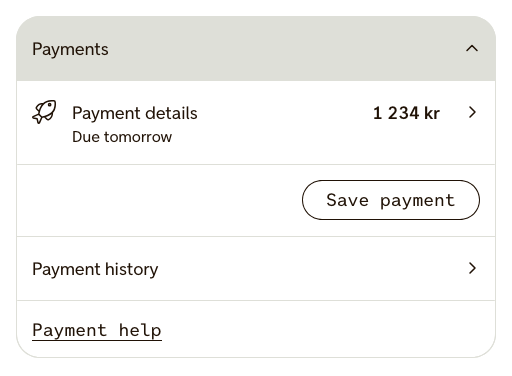 Payments
Payment details 1 234 kr
Due tomorrow
Save payment
Payment history
Payment help